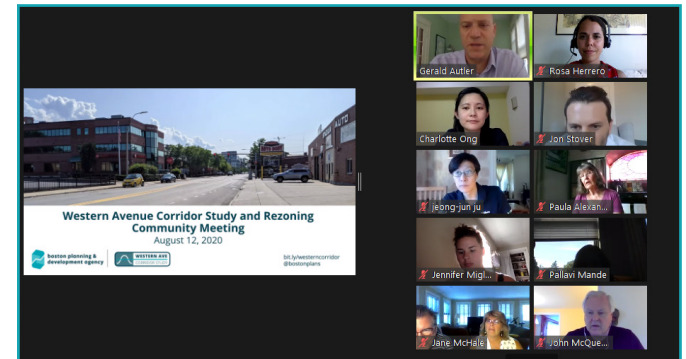 Western Avenue Corridor Study and Rezoning
Community Meeting
August 12, 2020
boston planning &
development agency
WESTERN AVE
CORRIDOR STUDY
bit.ly/westerncorridor
@bostonplans
Gerald Autler
Rosa Herrero
Charlotte Ong
Jon Stover
jeong-jun ju
Paula Alexan...
Jennifer Migl...
Pallavi Mande
Jane McHale
John McQue...